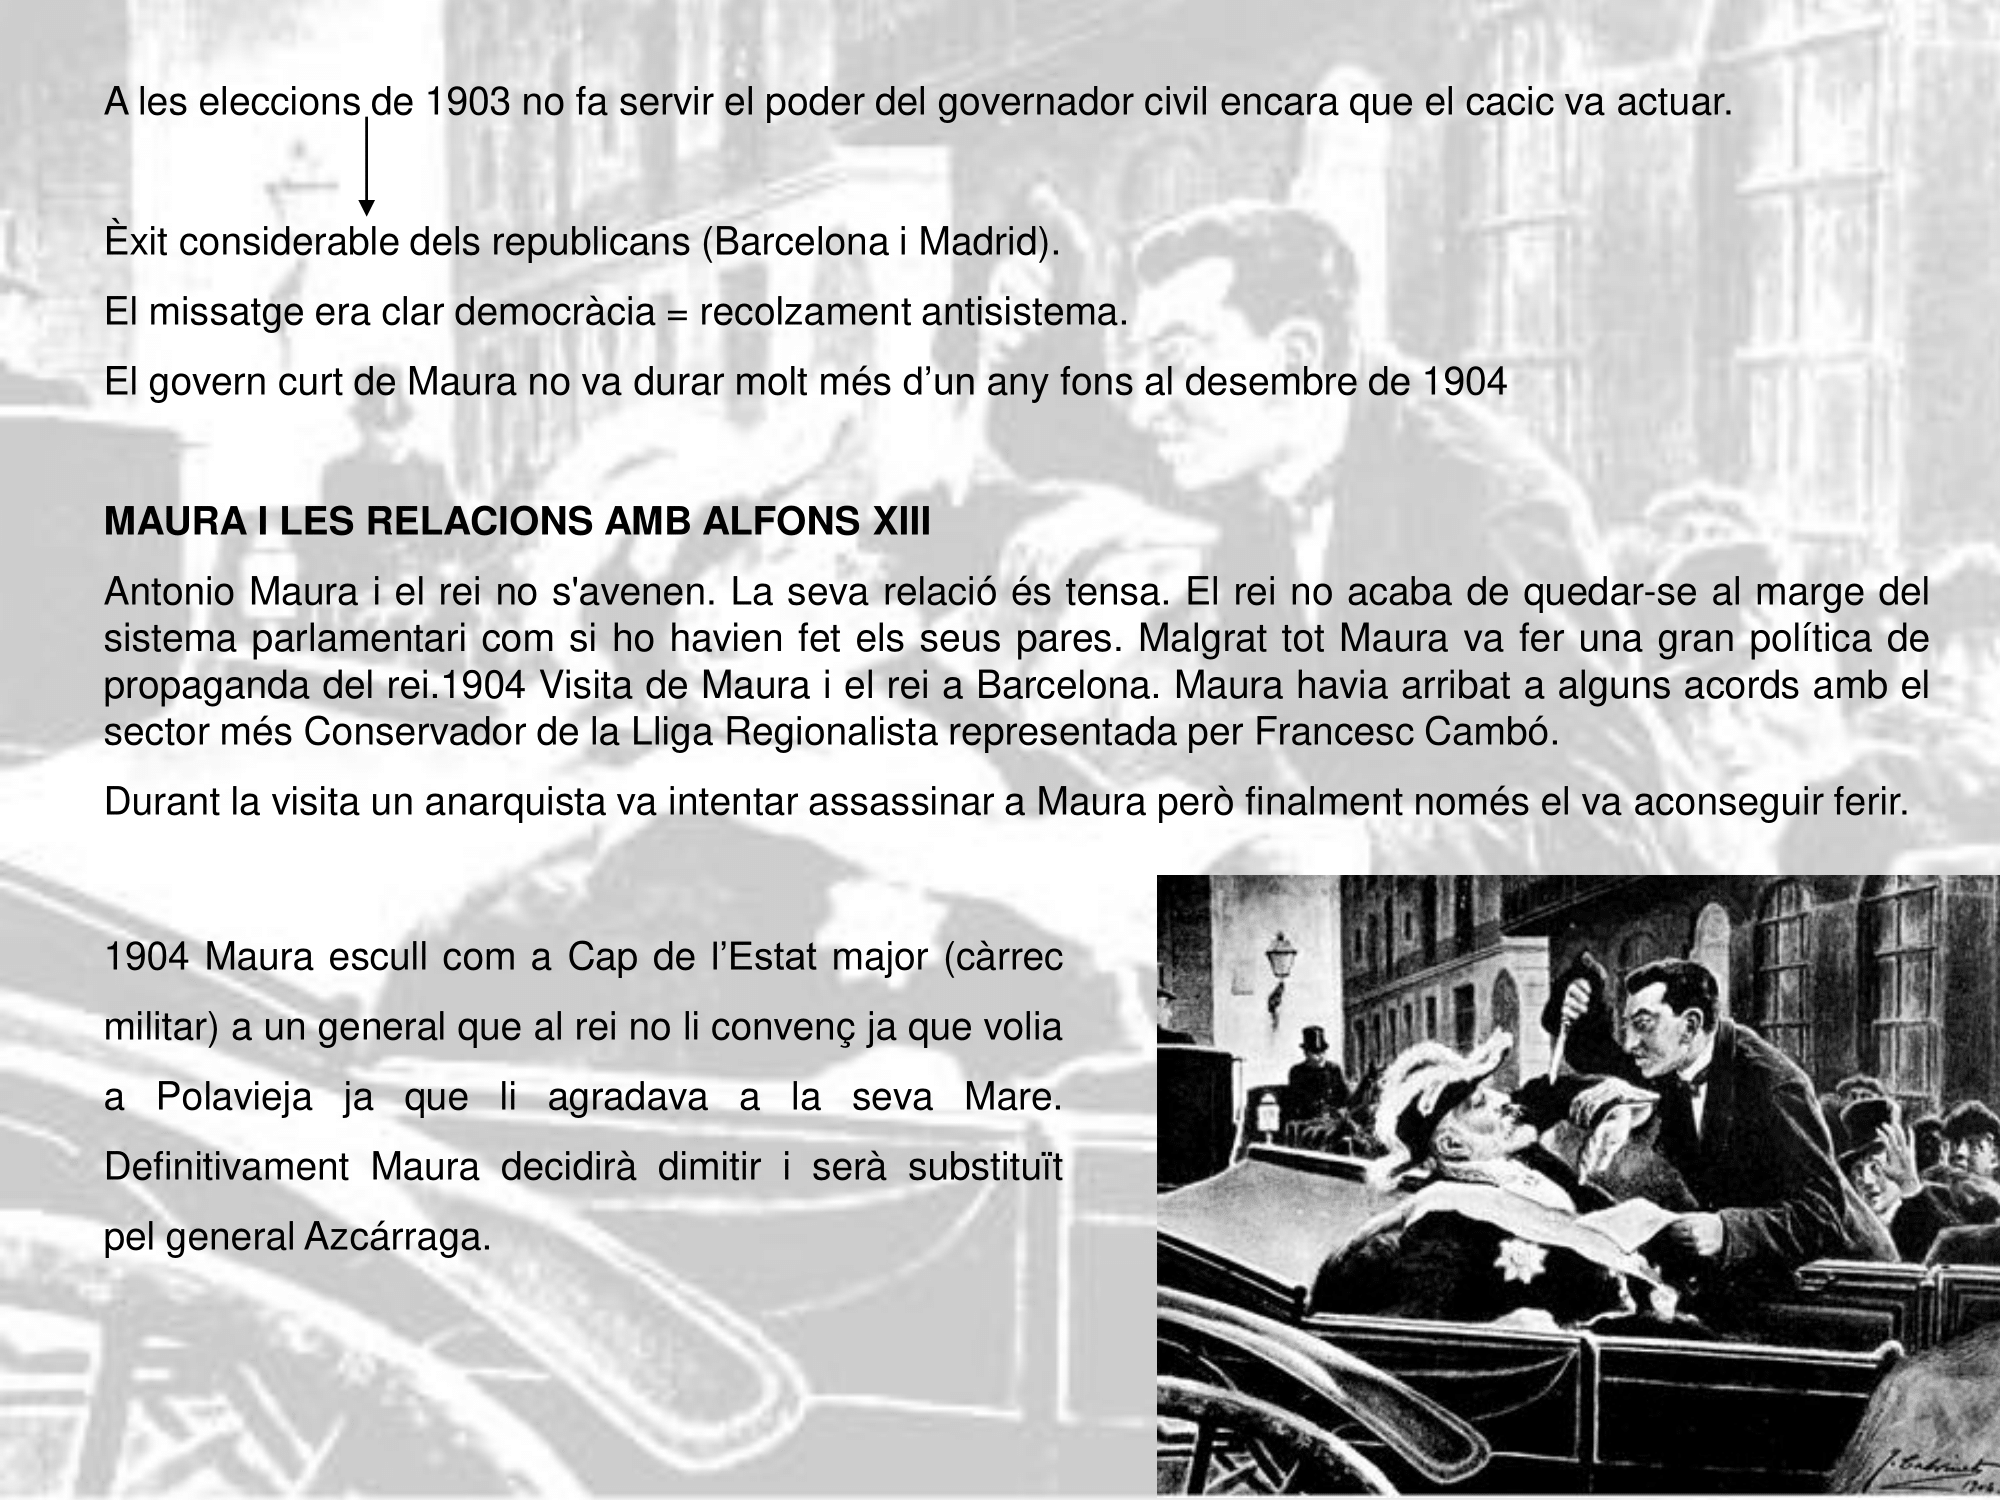 A les eleccions de 1903 no fa servir el poder del governador civil encara que el cacic va actuar.
Èxit considerable dels republicans (Barcelona i Madrid).
El missatge era clar democràcia = recolzament antisistema.
El govern curt de Maura no va durar molt més d’un any fons al desembre de 1904
MAURA I LES RELACIONS AMB ALFONS XIII
Antonio Maura i el rei no s'avenen. La seva relació és tensa. El rei no acaba de quedar-se al marge del
sistema parlamentari com si ho havien fet els seus pares. Malgrat tot Maura va fer una gran política de
propaganda del rei.1904 Visita de Maura i el rei a Barcelona. Maura havia arribat a alguns acords amb el
sector més Conservador de la Lliga Regionalista representada per Francesc Cambó.
Durant la visita un anarquista va intentar assassinar a Maura però finalment només el va aconseguir ferir.
1904 Maura escull com a Cap de l’Estat major (càrrec
militar) a un general que al rei no li convenç ja que volia
a Polavieja ja que li agradava a la seva Mare.
Definitivament Maura decidirà dimitir i serà substituït
pel general Azcárraga.